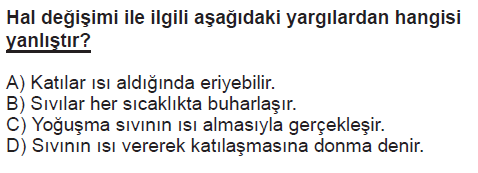 Hal değişimi ile ilgili aşağıdaki yargılardan hangisi
yanlıştır?
A) Katılar ısı aldığında eriyebilir.
B) Sıvılar her sıcaklıkta buharlaşır.
C) Yoğuşma sıvının ısı almasıyla gerçekleşir.
D) Sıvının ısı vererek katılaşmasına donma denir.